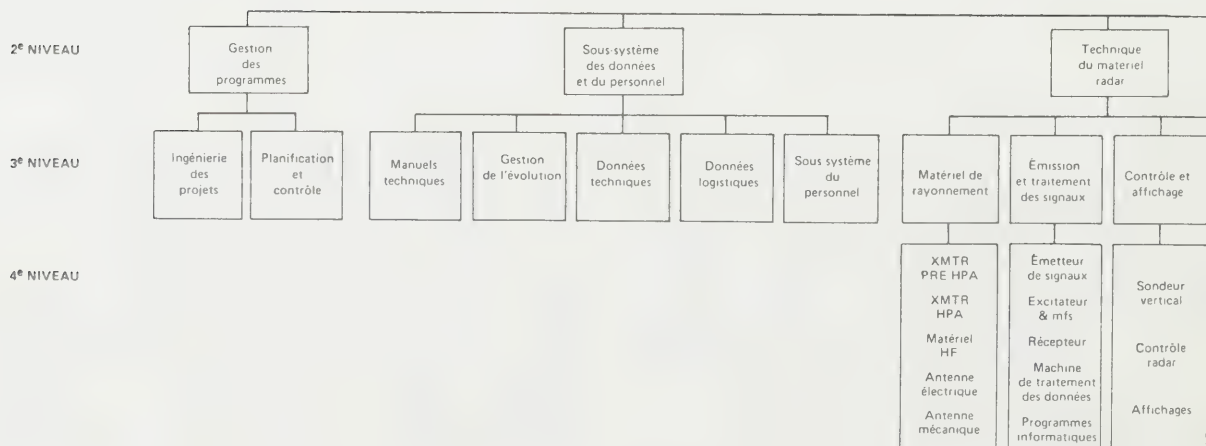 2e NIVEAU
Gestion
des
programmes
Sous-système
des données
et du personnel
Technique
du matériel
radar
3e NIVEAU
Ingénierie
des
projets
Planification
et
contrôle
Manuels
techniques
Gestion
de l'évolution
Données
techniques
Données
logistiques
Sous système
du
personnel
Matériel de
rayonnement
Émission
et traitement
des signaux
Contrôle et
affichage
4e NIVEAU
XMTR
PRE HPA
XMTR
HPA
Matériel
HF
Antenne
électrique
Antenne
mécanique
Émetteur
de signaux
Excitateur
& mfs
Récepteur
Machine
de traitement
des données
Programmes
informatiques
Sondeur
vertical
Contrôle
radar
Affichages